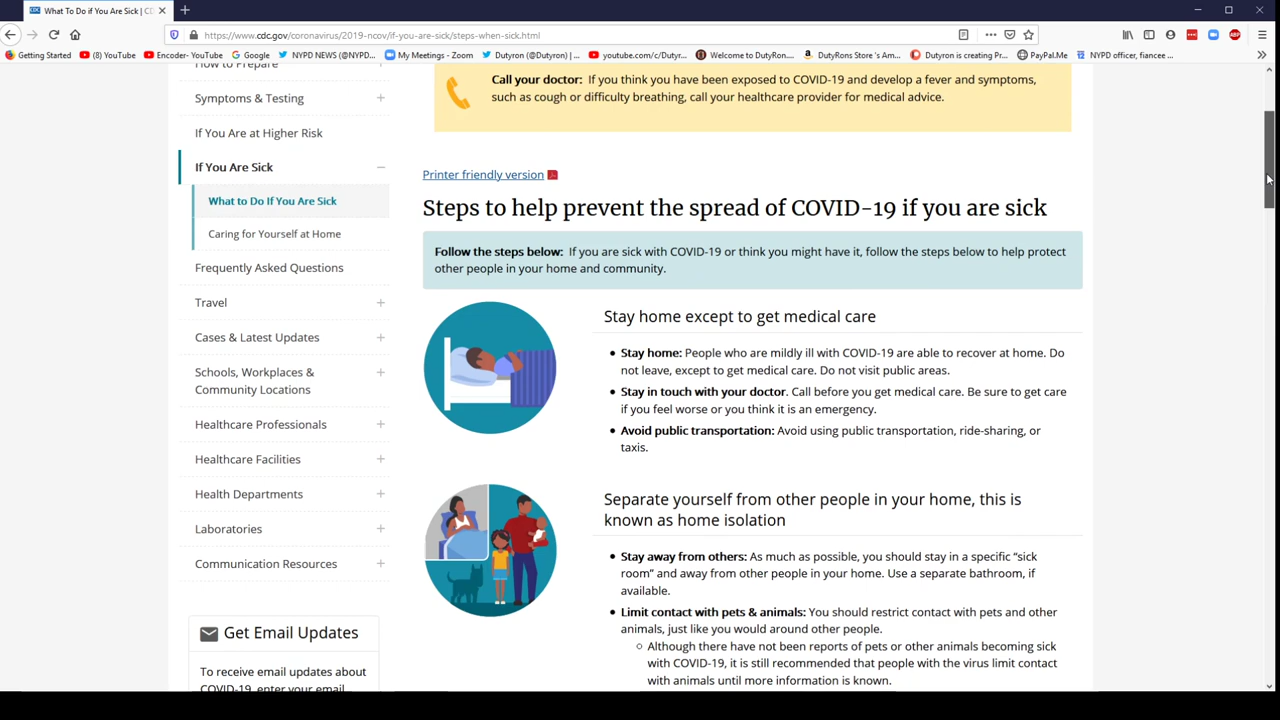 What To Do if You Are Sick | CD
https://www.cdc.gov/coronavirus/2019-ncov/if-you-are-sick/steps-when-sick.html
Getting Started
(8) YouTube
Encoder- YouTube
Google
NYPD NEWS (@NYPD...
My Meetings - Zoom
Dutyron (@Dutyron) |...
youtube.com/c/Dutyr...
Welcome to DutyRon....
DutyRons Store 's Am...
Dutyron is creating Pr...
PayPal.Me
NYPD officer, fiancee ...
How to Prepare
Symptoms & Testing
If You Are at Higher Risk
If You Are Sick
What to Do If You Are Sick
Caring for Yourself at Home
Frequently Asked Questions
Travel
Cases & Latest Updates
Schools, Workplaces &
Community Locations
Healthcare Professionals
Healthcare Facilities
Health Departments
Laboratories
Communication Resources
Get Email Updates
To receive email updates about
COVID-19, enter your email
Call your doctor: If you think you have been exposed to COVID-19 and develop a fever and symptoms,
such as cough or difficulty breathing, call your healthcare provider for medical advice.
Printer friendly version
Steps to help prevent the spread of COVID-19 if you are sick
Follow the steps below: If you are sick with COVID-19 or think you might have it, follow the steps below to help protect
other people in your home and community.
Stay home except to get medical care
• Stay home: People who are mildly ill with COVID-19 are able to recover at home. Do
not leave, except to get medical care. Do not visit public areas.
• Stay in touch with your doctor. Call before you get medical care. Be sure to get care
if you feel worse or you think it is an emergency.
• Avoid public transportation: Avoid using public transportation, ride-sharing, or
taxis.
Separate yourself from other people in your home, this is
known as home isolation
• Stay away from others: As much as possible, you should stay in a specific “sick
room” and away from other people in your home. Use a separate bathroom, if
available.
• Limit contact with pets & animals: You should restrict contact with pets and other
animals, just like you would around other people.
○ Although there have not been reports of pets or other animals becoming sick
with COVID-19, it is still recommended that people with the virus limit contact
with animals until more information is known.